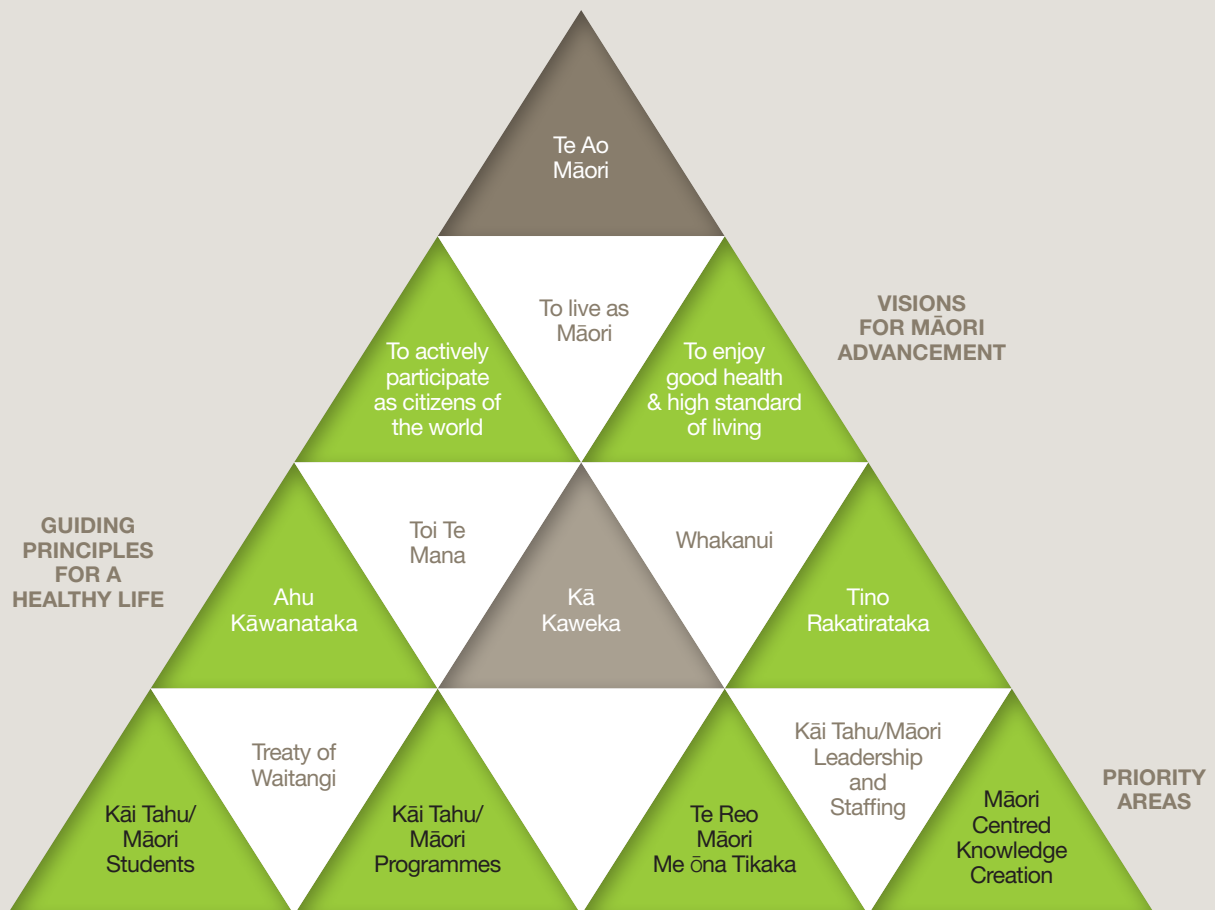 Te Ao
Māori
To live as
Māori
To actively
participate
as citizens of
the world
To enjoy
good health
& high standard
of living
VISIONS
FOR MĀORI
ADVANCEMENT
GUIDING
PRINCIPLES
FOR A
HEALTHY LIFE
Ahu
Kāwanataka
Toi Te
Mana
Kā
Kaweka
Whakanui
Tino
Rakatirataka
Kāi Tahu/
Māori
Students
Treaty of
Waitangi
Kāi Tahu/
Māori
Programmes
Te Reo
Māori
Me ōna Tikaka
Kāi Tahu/Māori
Leadership
and
Staffing
Māori
Centred
Knowledge
Creation
PRIORITY
AREAS